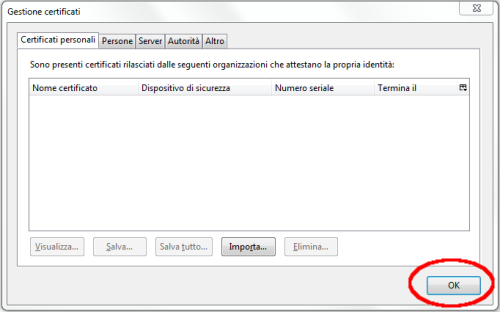 Gestione certificati
Certificati personali Persone Server Autorità Altro
Sono presenti certificati rilasciati dalle seguenti organizzazioni che attestano la propria identità:
Nome certificato Dispositivo di sicurezza Numero seriale Termina il
Visualizza... Salva... Salva tutto... Importa... Elimina...
OK